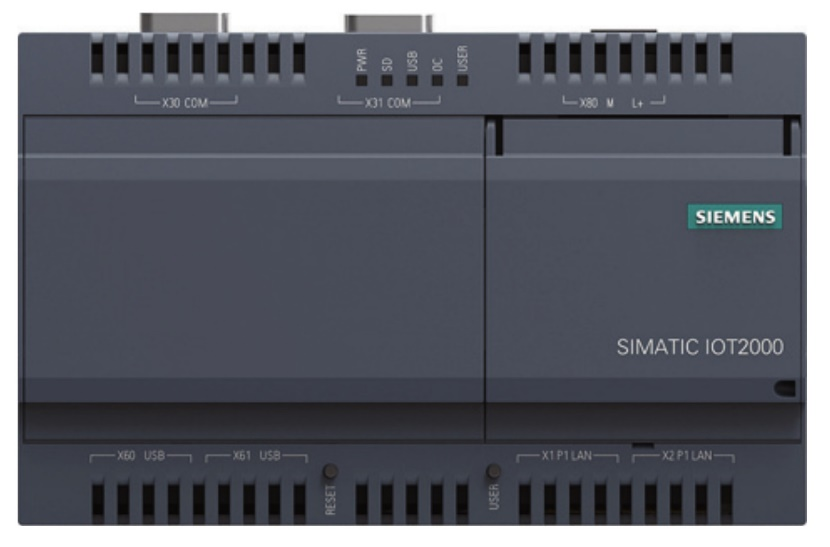 PWR
SD
USB
DC
USER
X30 COM
X31 COM
X80 M L+
SIEMENS
SIMATIC IOT2000
X60 USB
X61 USB
RESET
USER
X1 P1 LAN
X2 P1 LAN